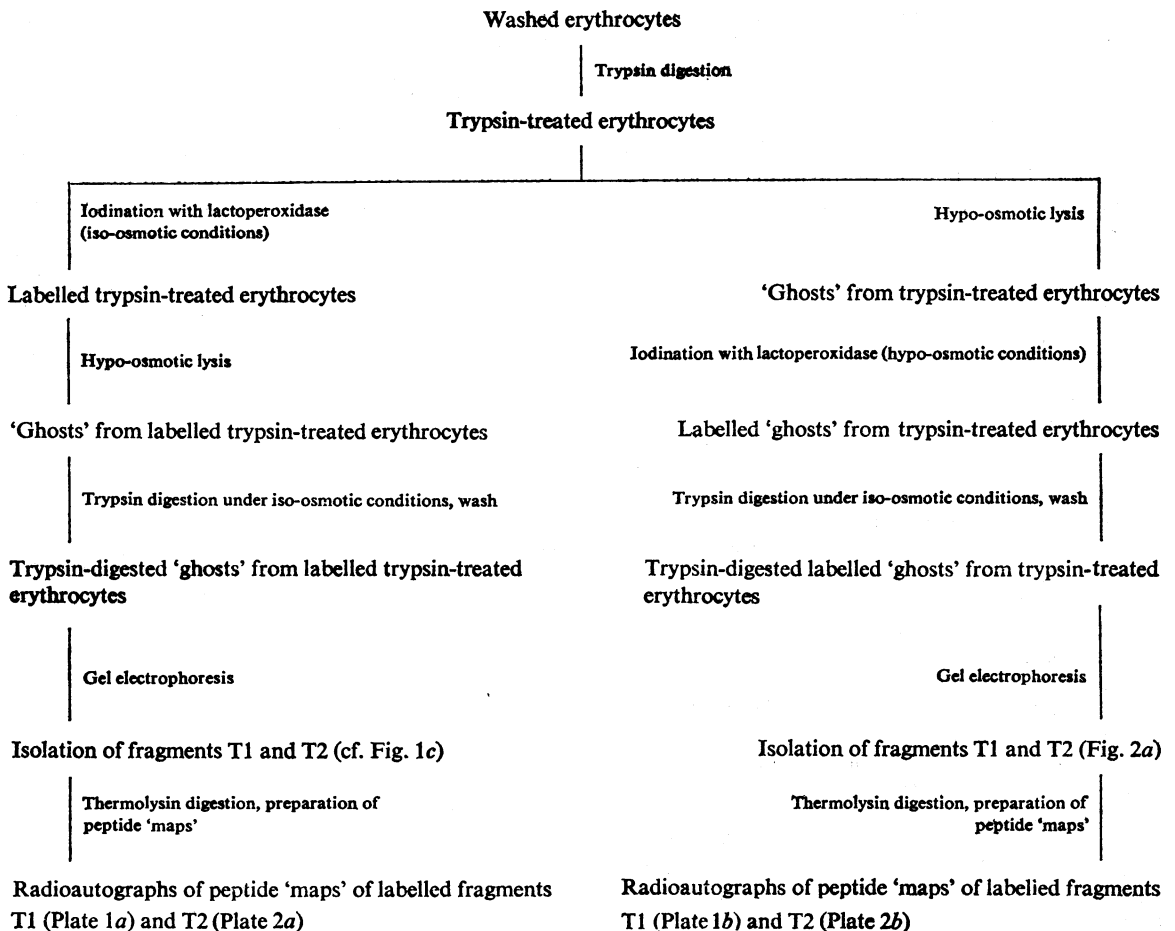 Washed erythrocytes
Trypsin digestion
Trypsin-treated erythrocytes
Iodination with lactoperoxidase
(iso-osmotic conditions)
Labelled trypsin-treated erythrocytes
Hypo-osmotic lysis
'Ghosts' from labelled trypsin-treated erythrocytes
Trypsin digestion under iso-osmotic conditions, wash
Trypsin-digested 'ghosts' from labelled trypsin-treated
erythrocytes
Gel electrophoresis
Isolation of fragments T1 and T2 (cf. Fig. 1c)
Thermolysin digestion, preparation of
peptide 'maps'
Radioautographs of peptide 'maps' of labelled fragments
T1 (Plate 1a) and T2 (Plate 2a)
Hypo-osmotic lysis
'Ghosts' from trypsin-treated erythrocytes
Iodination with lactoperoxidase (hypo-osmotic conditions)
Labelled 'ghosts' from trypsin-treated erythrocytes
Trypsin digestion under iso-osmotic conditions, wash
Trypsin-digested labelled 'ghosts' from trypsin-treated
erythrocytes
Gel electrophoresis
Isolation of fragments T1 and T2 (Fig. 2a)
Thermolysin digestion, preparation of
peptide 'maps'
Radioautographs of peptide 'maps' of labelled fragments
T1 (Plate 1b) and T2 (Plate 2b)